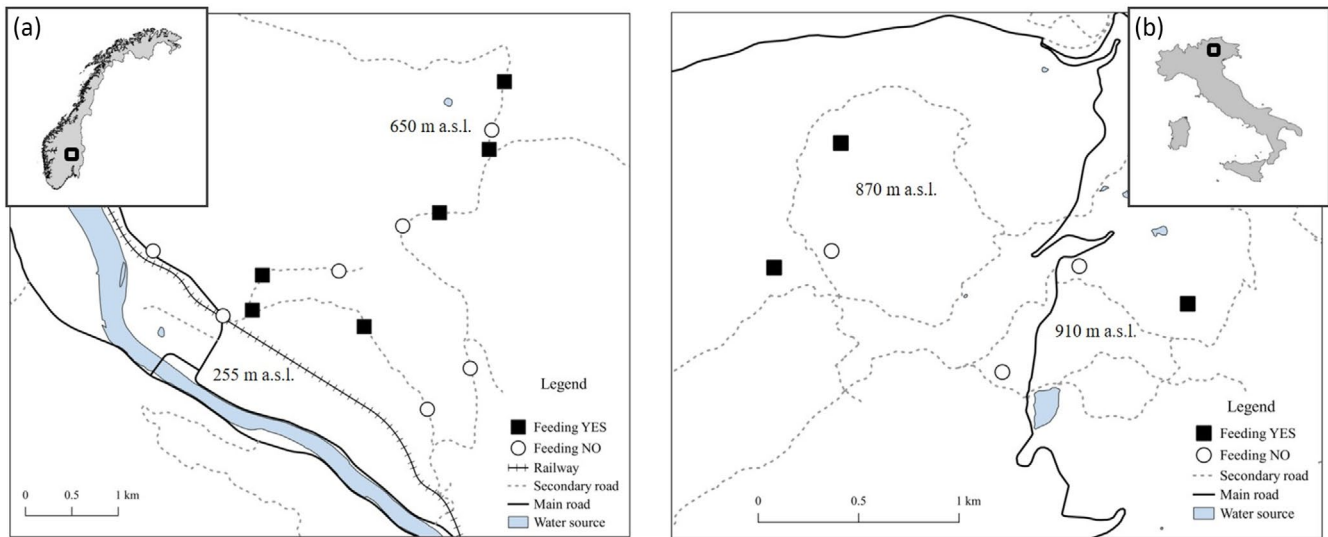 (a)
650 m a.s.l.
255 m a.s.l.
Legend
Feeding YES
Feeding NO
Railway
Secondary road
Main road
Water source
0 0.5 1 km
(b)
870 m a.s.l.
910 m a.s.l.
Legend
Feeding YES
Feeding NO
Secondary road
Main road
Water source
0 0.5 1 km